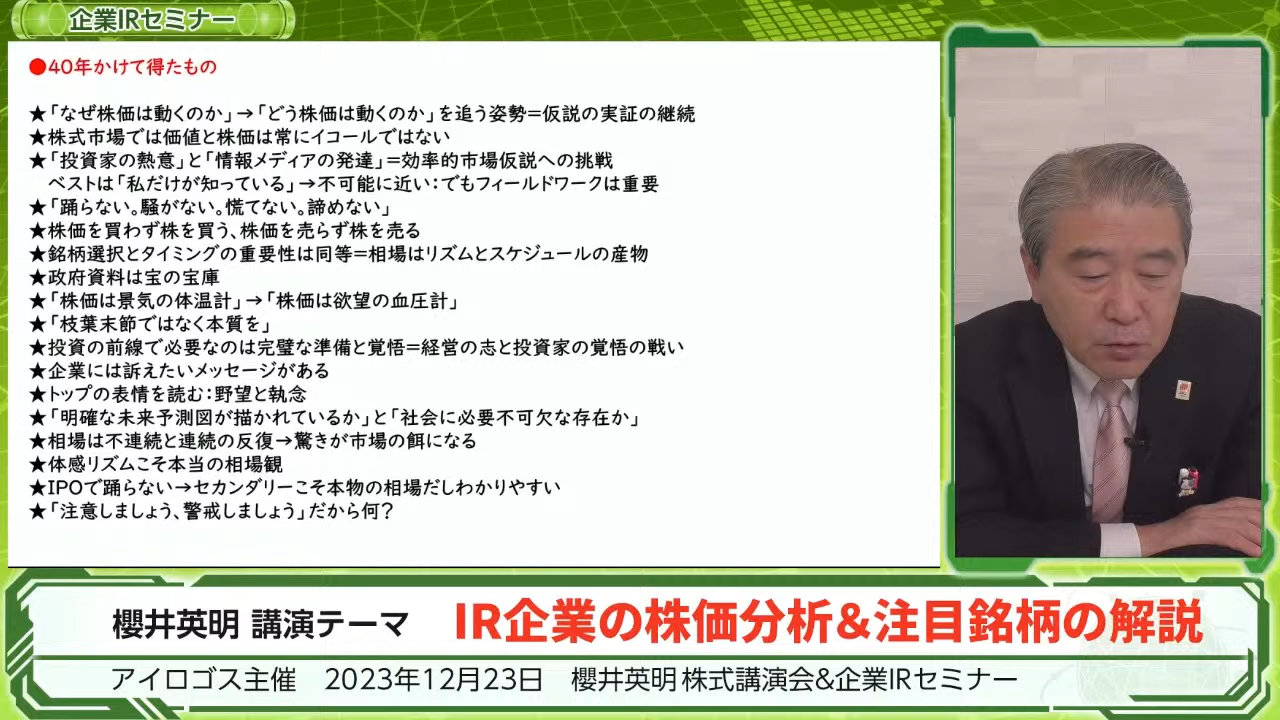 企業IRセミナー
●40年かけて得たもの
★「なぜ株価は動くのか」→「どう株価は動くのか」を追う姿勢=仮説の実証の継続
★株式市場では価値と株価は常にイコールではない
★「投資家の熱意」と「情報メディアの発達」=効率的市場仮説への挑戦
ベストは「私だけが知っている」→不可能に近い:でもフィールドワークは重要
★「踊らない。騒がない。慌てない。諦めない」
★株価を買わず株を買う、株価を売らず株を売る
★銘柄選択とタイミングの重要性は同等=相場はリズムとスケジュールの産物
★政府資料は宝の宝庫
★「株価は景気の体温計」→「株価は欲望の血圧計」
★「枝葉末節ではなく本質を」
★投資の前線で必要なのは完璧な準備と覚悟=経営の志と投資家の覚悟の戦い
★企業には訴えたいメッセージがある
★トップの表情を読む:野望と執念
★「明確な未来予測図が描かれているか」と「社会に必要不可欠な存在か」
★相場は不連続と連続の反復→驚きが市場の餌になる
★体感リズムこそ本当の相場観
★IPOで踊らない→セカンダリーこそ本物の相場だしわかりやすい
★「注意しましょう、警戒しましょう」だから何?
櫻井英明 講演テーマ IR企業の株価分析&注目銘柄の解説
アイロゴス主催 2023年12月23日 櫻井英明 株式講演会&企業IRセミナー